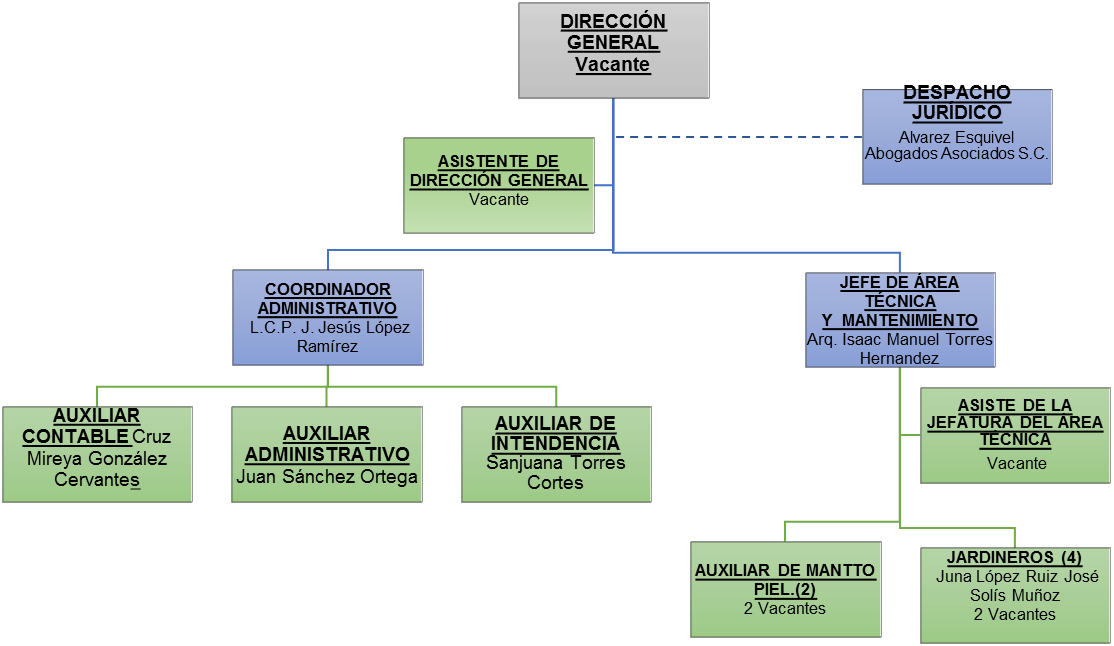 DIRECCIÓN
GENERAL
Vacante
DESPACHO
JURÍDICO
Alvarez Esquivel
Abogados Asociados S.C.
ASISTENTE DE
DIRECCIÓN GENERAL
Vacante
COORDINADOR
ADMINISTRATIVO
L.C.P. J. Jesús López
Ramírez
JEFE DE ÁREA
TÉCNICA
Y MANTENIMIENTO
Arq. Isaac Manuel Torres
Hernandez
AUXILIAR
CONTABLE Cruz
Mireya González
Cervantes
AUXILIAR
ADMINISTRATIVO
Juan Sánchez Ortega
AUXILIAR DE
INTENDENCIA
Sanjuana Torres
Cortes
ASISTE DE LA
JEFATURA DEL ÁREA
TÉCNICA
Vacante
AUXILIAR DE MANTTO
PIEL.(2)
2 Vacantes
JARDINEROS (4)
Juna López Ruiz José
Solís Muñoz
2 Vacantes